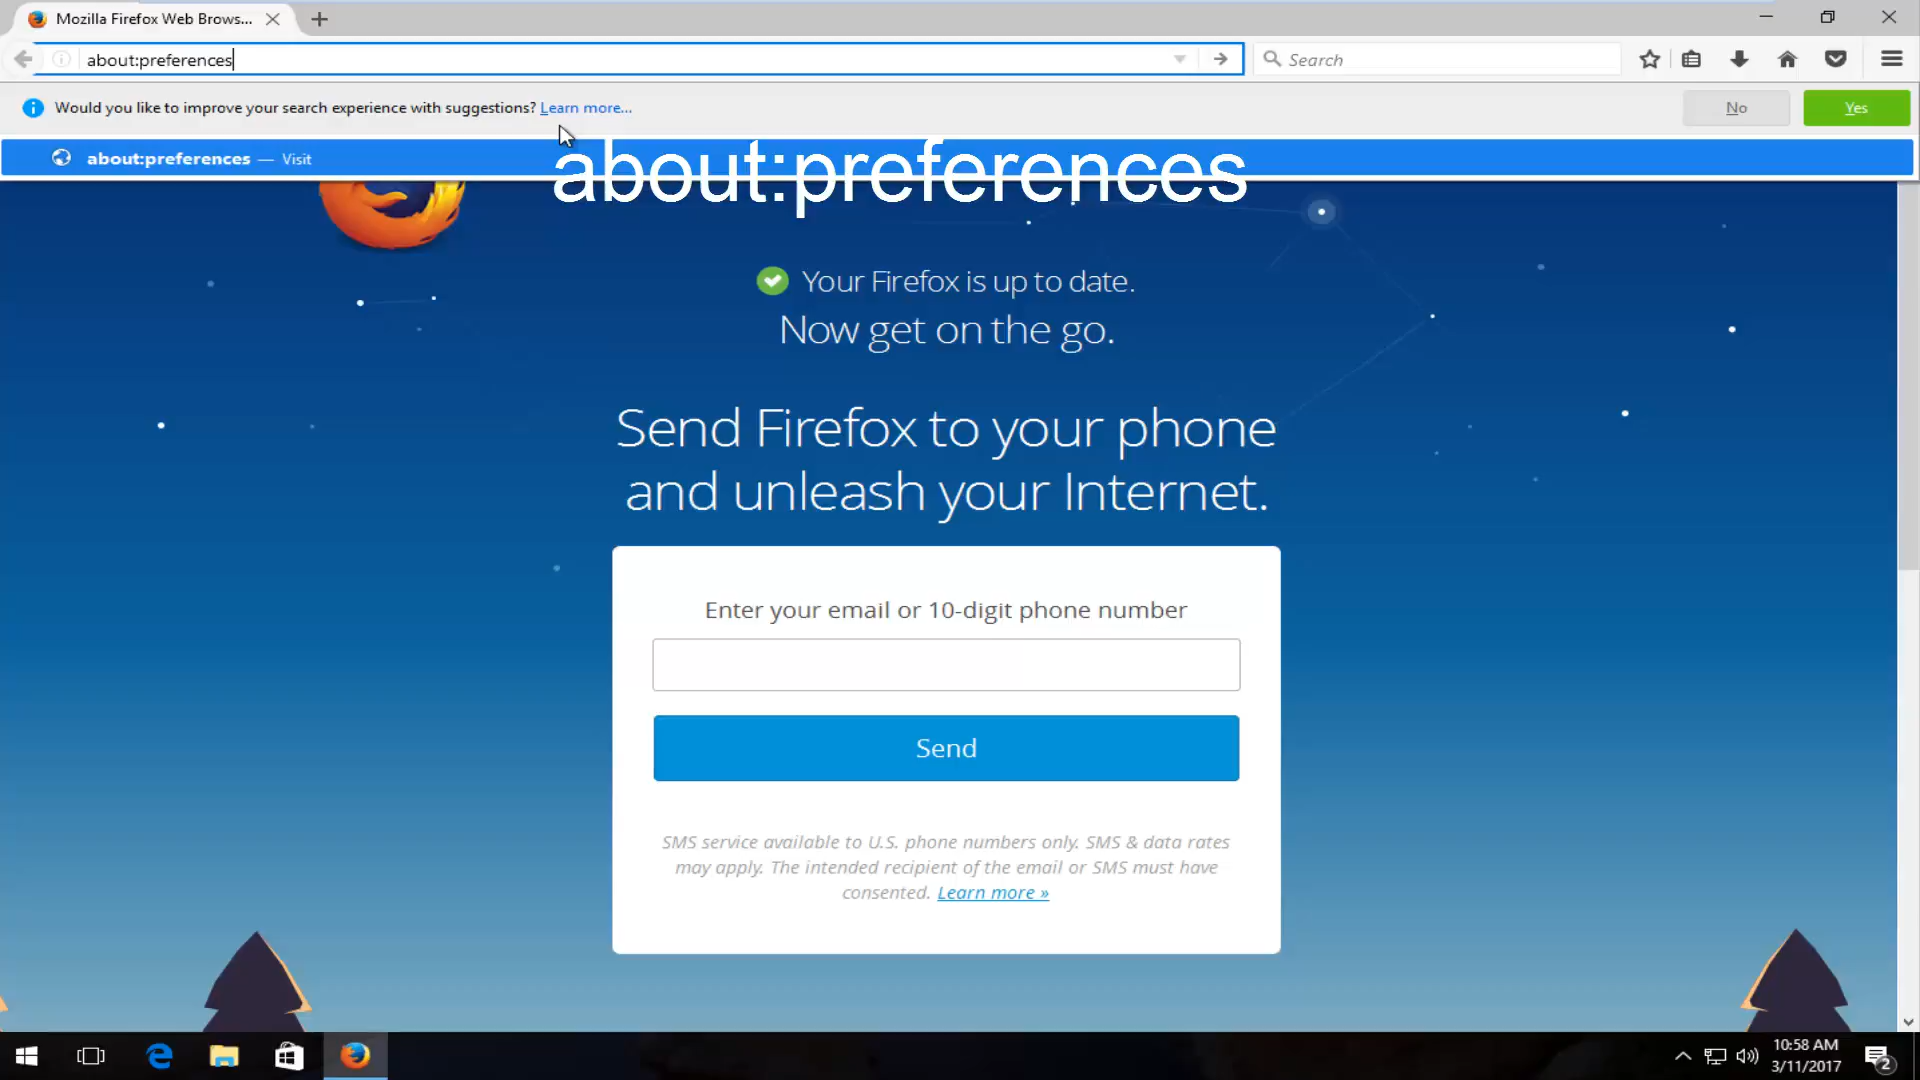 Mozilla Firefox Web Brows...
about:preferences
Search
Would you like to improve your search experience with suggestions? Learn more...
No
Yes
about:preferences — Visit
about:preferences
Your Firefox is up to date.
Now get on the go.
Send Firefox to your phone
and unleash your Internet.
Enter your email or 10-digit phone number
Send
SMS service available to U.S. phone numbers only. SMS & data rates
may apply. The intended recipient of the email or SMS must have
consented. Learn more »
10:58 AM
3/11/2017
2